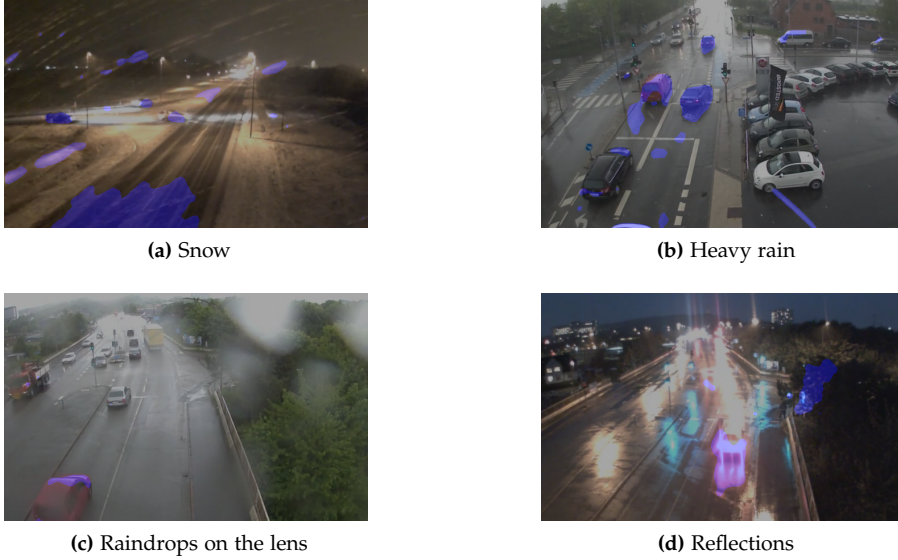 (a) Snow
(b) Heavy rain
(c) Raindrops on the lens
(d) Reflections